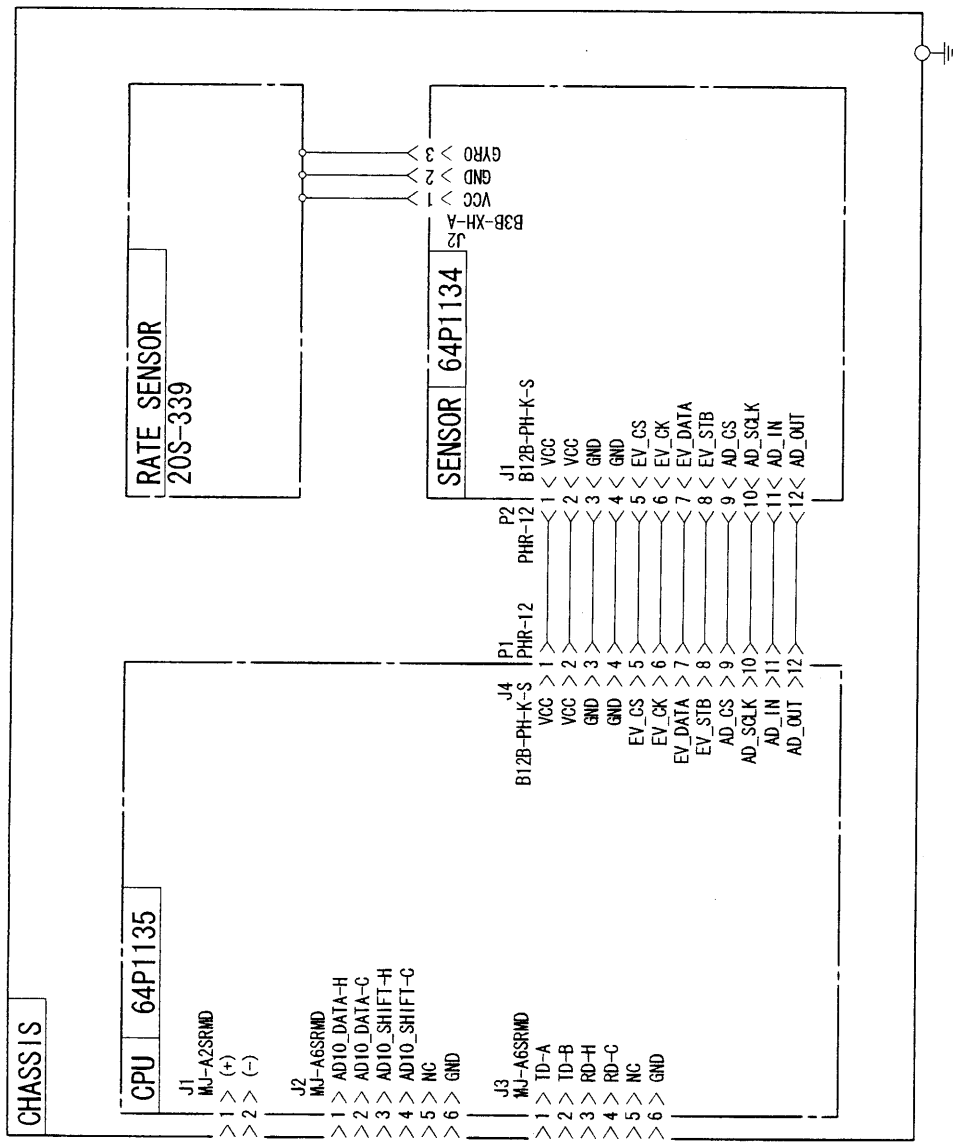 CHASSIS
CPU 64P1135
J1
MJ-A2SRMD
1 (+)
2 (-)
J2
MJ-A6SRMD
1 AD10_DATA-H
2 AD10_DATA-C
3 AD10_SHIFT-H
4 AD10_SHIFT-C
5 NC
6 GND
J3
MJ-A6SRMD
1 TD-A
2 TD-B
3 RD-H
4 RD-C
5 NC
6 GND
J4
B12B-PH-K-S
P1
PHR-12
VCC 1
VCC 2
GND 3
GND 4
EV_CS 5
EV_CK 6
EV_DATA 7
EV_STB 8
AD_CS 9
AD_SCLK 10
AD_IN 11
AD_OUT 12
RATE SENSOR
20S-339
SENSOR 64P1134
P2
PHR-12
J1
B12B-PH-K-S
1 VCC
2 VCC
3 GND
4 GND
5 EV_CS
6 EV_CK
7 EV_DATA
8 EV_STB
9 AD_CS
10 AD_SCLK
11 AD_IN
12 AD_OUT
J2
B3B-XH-A
1 VCC
2 GND
3 GYRO